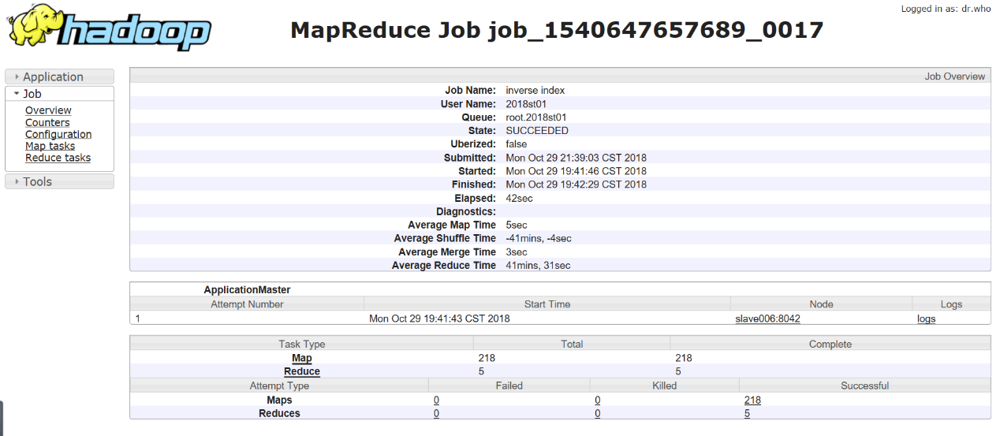 Logged in as: dr.who
hadoop
MapReduce Job job_1540647657689_0017
Application
Job
Overview
Counters
Configuration
Map tasks
Reduce tasks
Tools
Job Overview
Job Name: inverse index
User Name: 2018st01
Queue: root.2018st01
State: SUCCEEDED
Uberized: false
Submitted: Mon Oct 29 21:39:03 CST 2018
Started: Mon Oct 29 19:41:46 CST 2018
Finished: Mon Oct 29 19:42:29 CST 2018
Elapsed: 42sec
Diagnostics:
Average Map Time 5sec
Average Shuffle Time -41mins, -4sec
Average Merge Time 3sec
Average Reduce Time 41mins, 31sec
ApplicationMaster
Attempt Number Start Time Node Logs
1 Mon Oct 29 19:41:43 CST 2018 slave006:8042 logs
Task Type Total Complete
Map 218 218
Reduce 5 5
Attempt Type Failed Killed Successful
Maps 0 0 218
Reduces 0 0 5